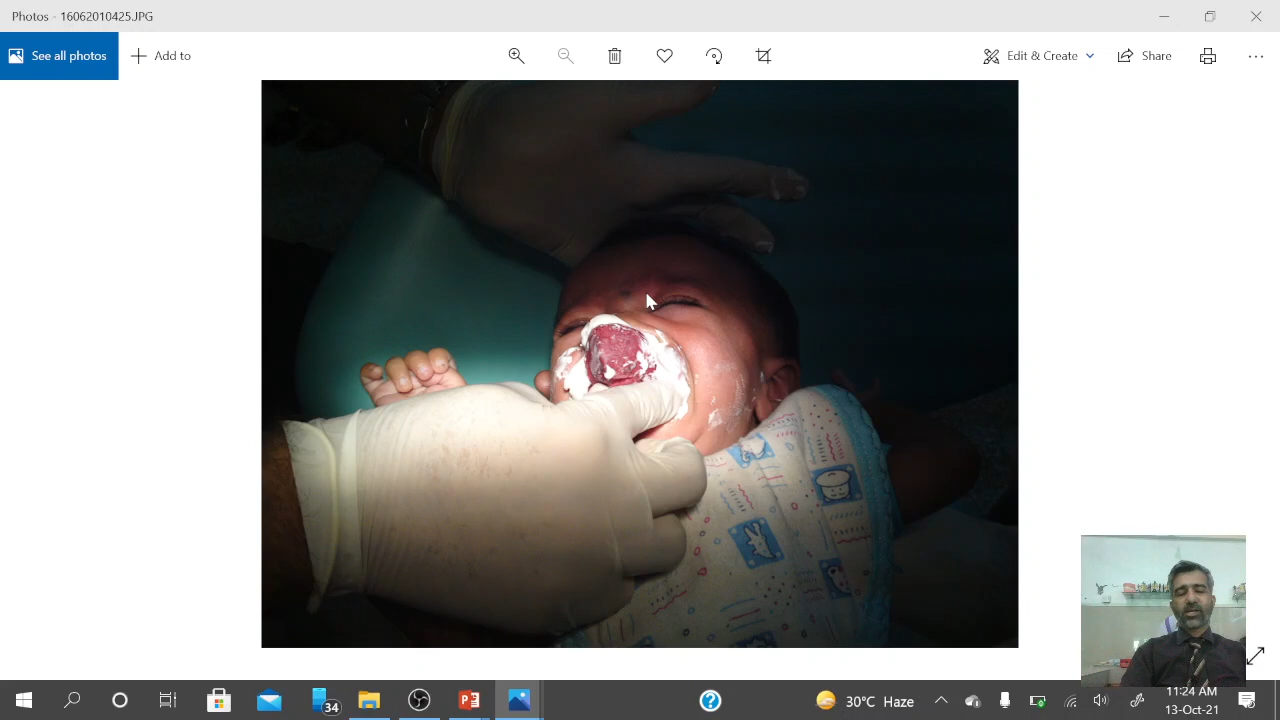 Photos - 16062010425.JPG
See all photos
Add to
Edit & Create
Share
34
30°C Haze
11:24 AM
13-Oct-21